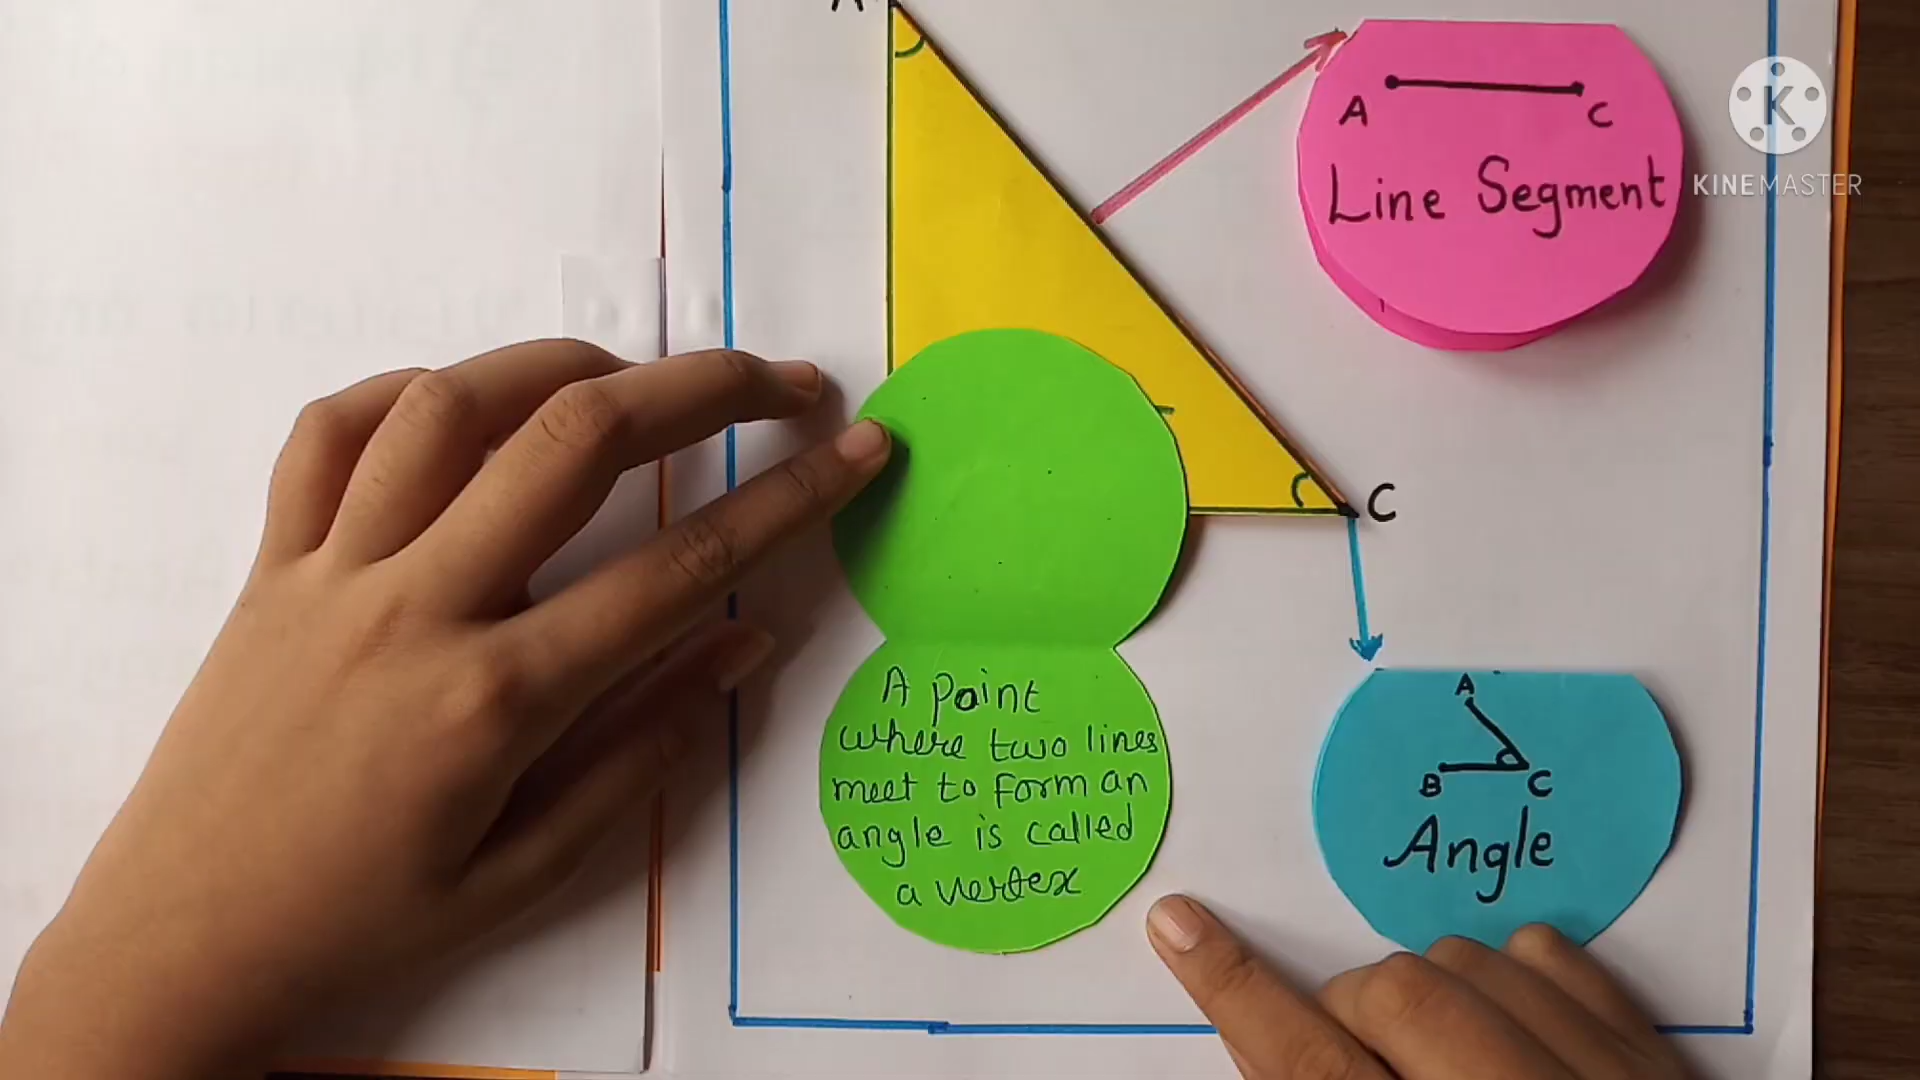 A
A C
Line Segment
KINEMASTER
C
A point
where two lines
meet to form an
angle is called
a vertex
A
B C
Angle